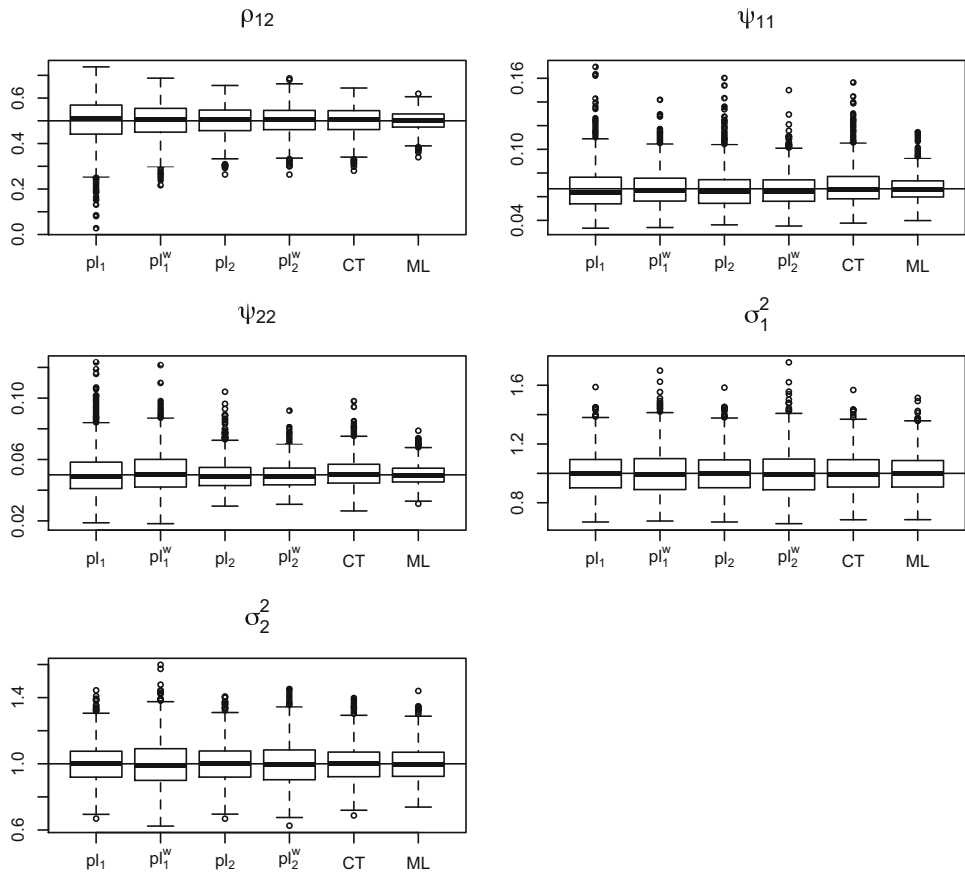 ρ₁₂
0.6
0.4
0.2
0.0
pl₁ pl₁ʷ pl₂ pl₂ʷ CT ML
ψ₁₁
0.16
0.10
0.04
pl₁ pl₁ʷ pl₂ pl₂ʷ CT ML
ψ₂₂
0.10
0.06
0.02
pl₁ pl₁ʷ pl₂ pl₂ʷ CT ML
σ₁²
1.6
1.2
0.8
pl₁ pl₁ʷ pl₂ pl₂ʷ CT ML
σ₂²
1.4
1.0
0.6
pl₁ pl₁ʷ pl₂ pl₂ʷ CT ML